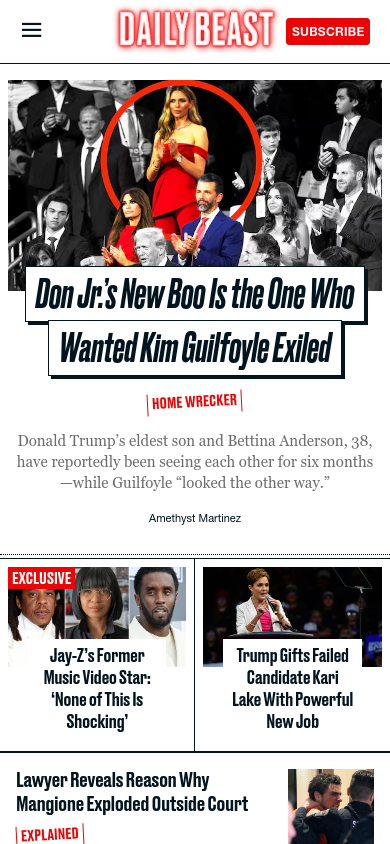 DAILY BEAST
SUBSCRIBE
Don Jr.'s New Boo Is the One Who
Wanted Kim Guilfoyle Exiled
HOME WRECKER
Donald Trump’s eldest son and Bettina Anderson, 38,
have reportedly been seeing each other for six months
—while Guilfoyle “looked the other way.”
Amethyst Martinez
EXCLUSIVE
Jay-Z’s Former
Music Video Star:
‘None of This Is
Shocking’
Trump Gifts Failed
Candidate Kari
Lake With Powerful
New Job
Lawyer Reveals Reason Why
Mangione Exploded Outside Court
EXPLAINED